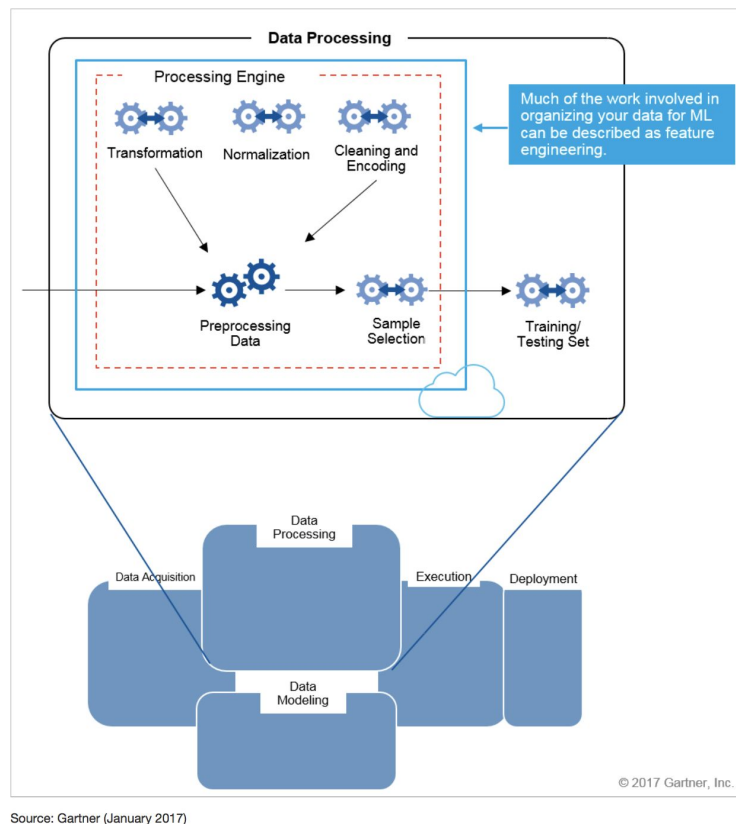 Data Processing
Processing Engine
Much of the work involved in
organizing your data for ML
can be described as feature
engineering.
Transformation
Normalization
Cleaning and
Encoding
Preprocessing
Data
Sample
Selection
Training/
Testing Set
Data
Processing
Data Acquisition
Execution
Deployment
Data
Modeling
© 2017 Gartner, Inc.
Source: Gartner (January 2017)